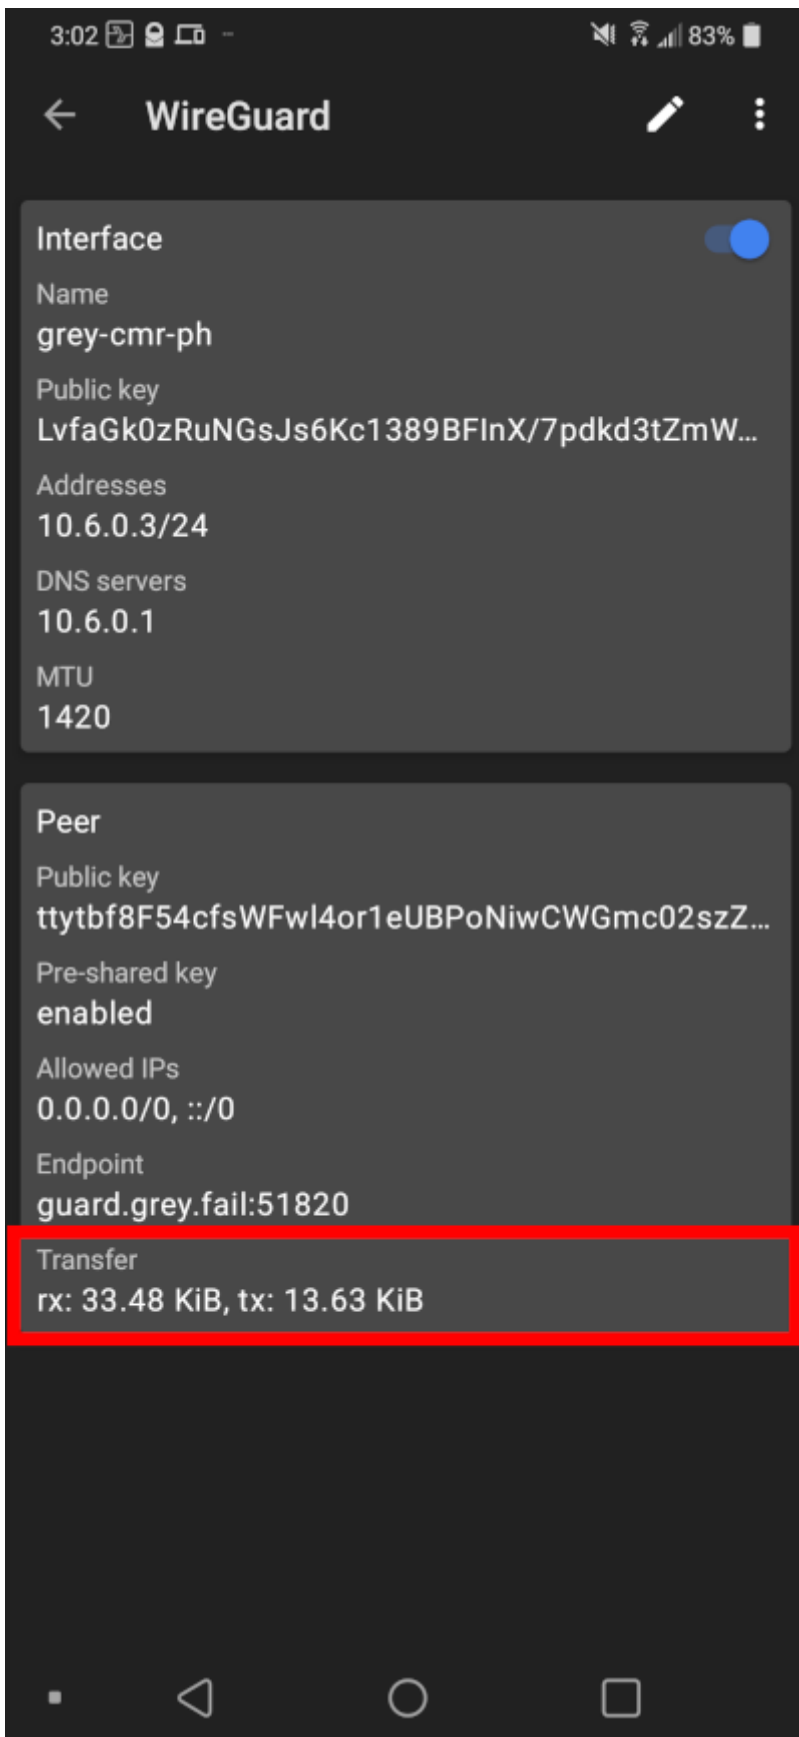 3:02 83%
WireGuard
Interface
Name
grey-cmr-ph
Public key
LvfaGk0zRuNGsJs6Kc1389BFInX/7pdkd3tZmW...
Addresses
10.6.0.3/24
DNS servers
10.6.0.1
MTU
1420
Peer
Public key
ttytbf8F54cfsWFwl4or1eUBPoNiwCWGmc02szZ...
Pre-shared key
enabled
Allowed IPs
0.0.0.0/0, ::/0
Endpoint
guard.grey.fail:51820
Transfer
rx: 33.48 KiB, tx: 13.63 KiB